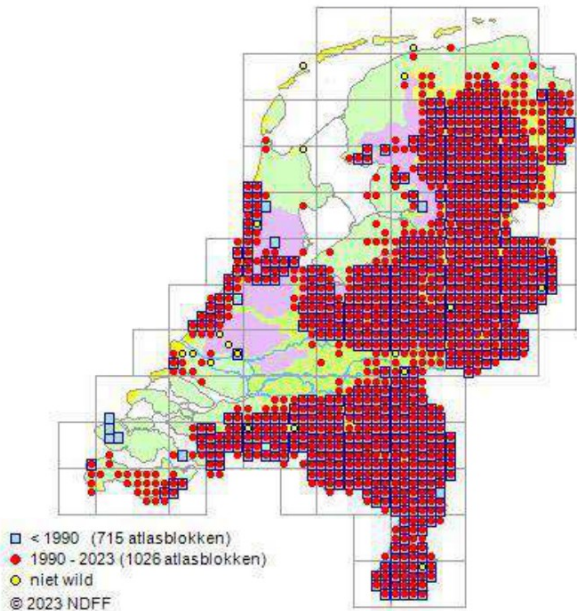 < 1990 (715 atlasblokken)
1990 - 2023 (1026 atlasblokken)
niet wild
© 2023 NDFF